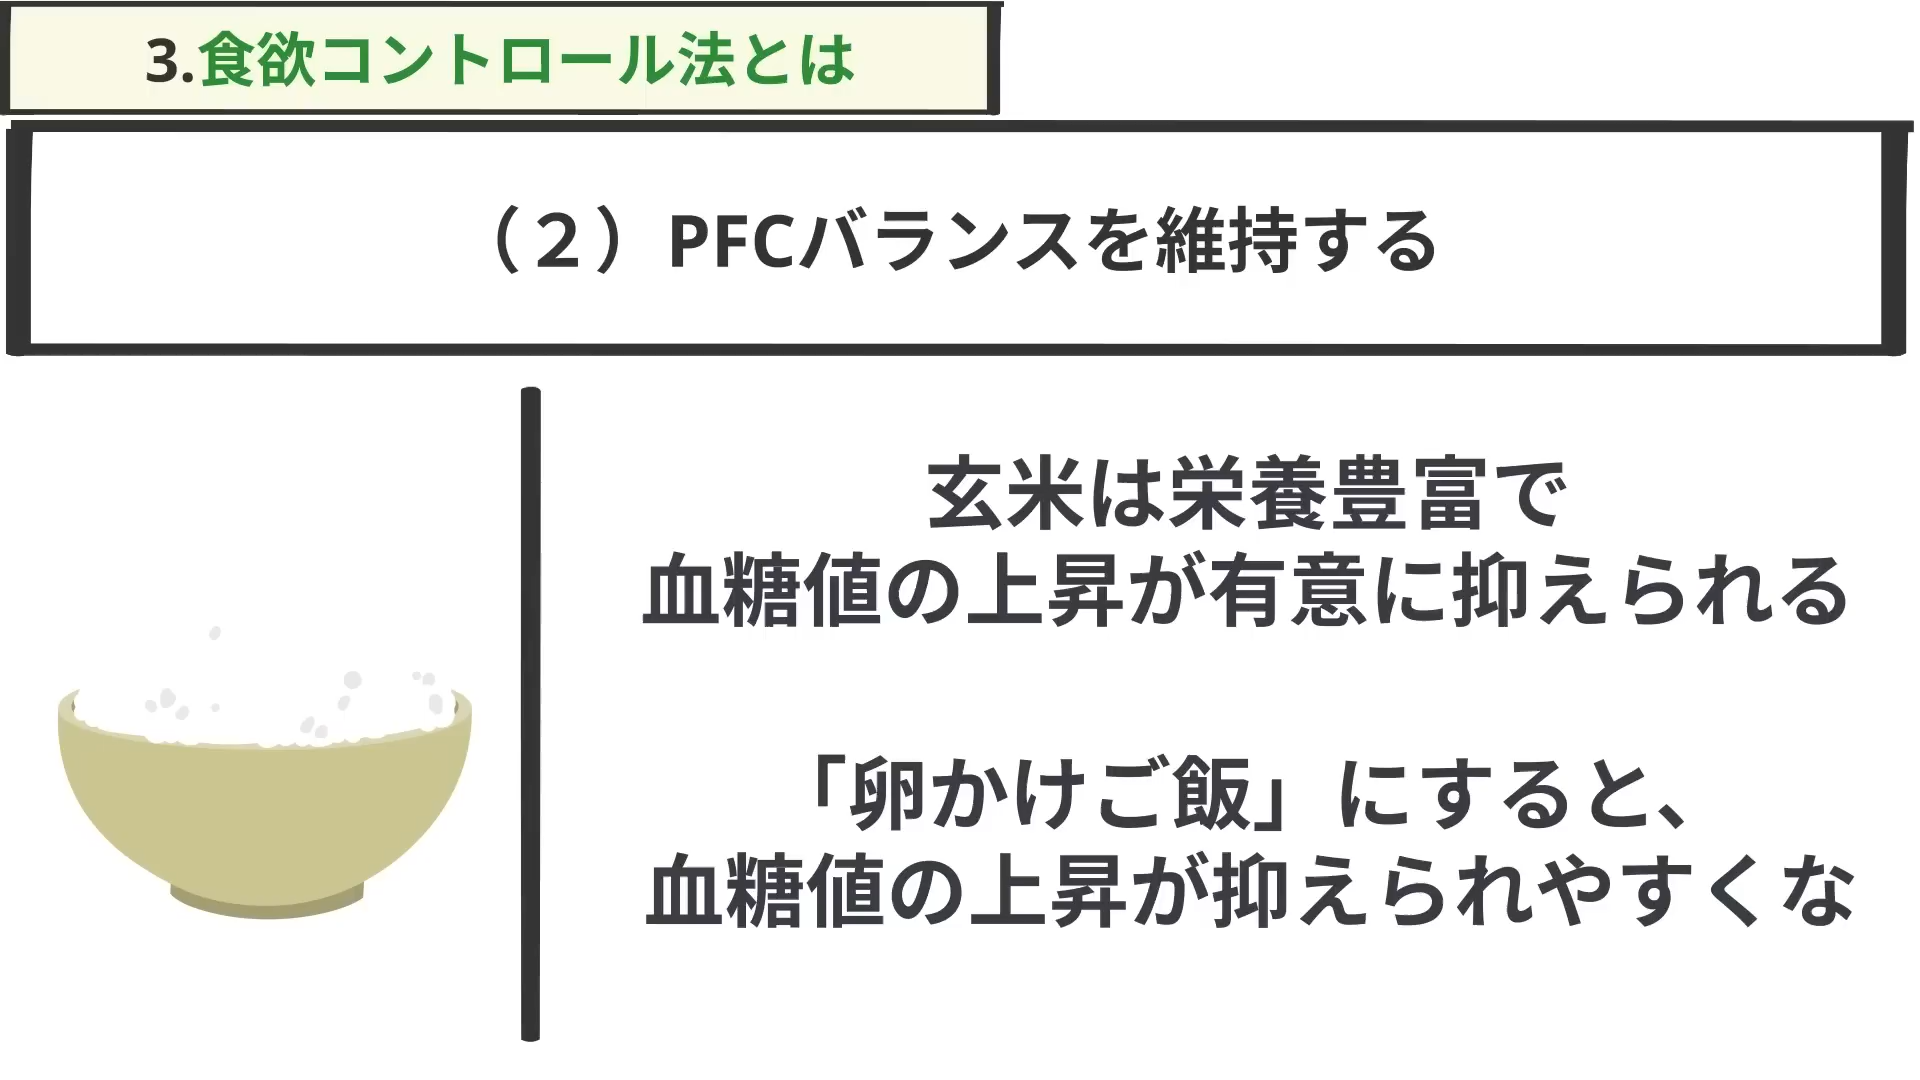 3.食欲コントロール法とは
（２）PFCバランスを維持する
玄米は栄養豊富で
血糖値の上昇が有意に抑えられる
「卵かけご飯」にすると、
血糖値の上昇が抑えられやすくな